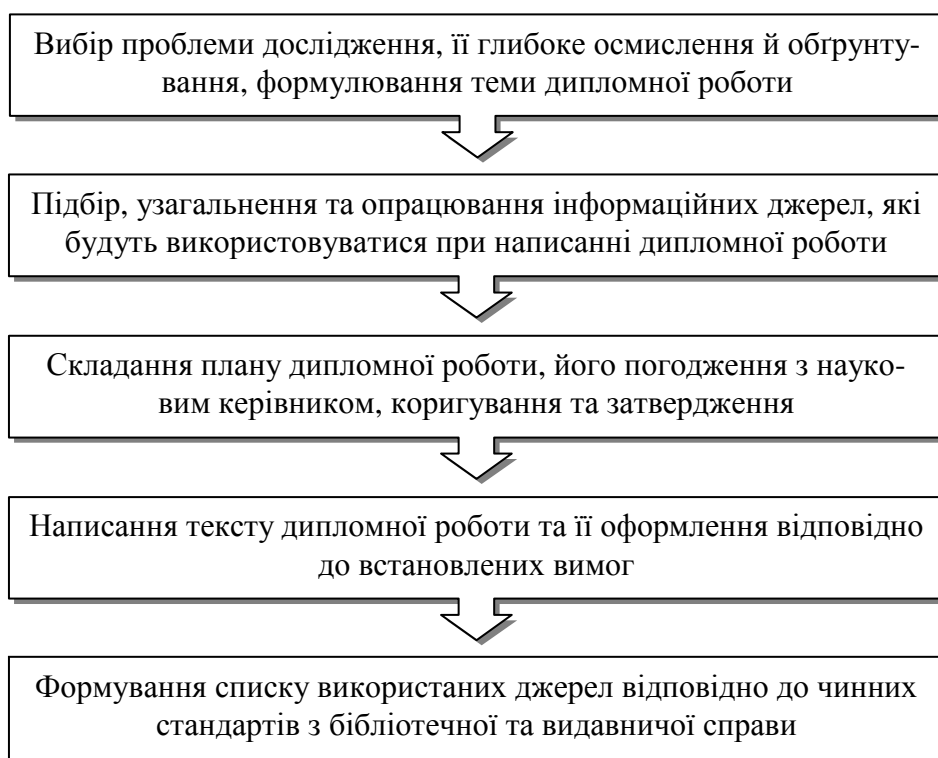 Вибір проблеми дослідження, її глибоке осмислення й обґрунту-
вання, формулювання теми дипломної роботи
Підбір, узагальнення та опрацювання інформаційних джерел, які
будуть використовуватися при написанні дипломної роботи
Складання плану дипломної роботи, його погодження з науко-
вим керівником, коригування та затвердження
Написання тексту дипломної роботи та її оформлення відповідно
до встановлених вимог
Формування списку використаних джерел відповідно до чинних
стандартів з бібліотечної та видавничої справи